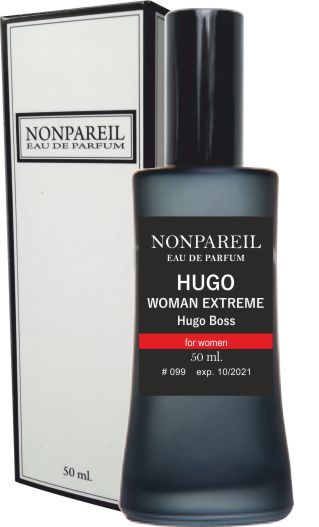 NONPAREIL
EAU DE PARFUM
50 ml.
NONPAREIL
EAU DE PARFUM
HUGO
WOMAN EXTREME
Hugo Boss
for women
50 ml.
# 099 exp. 10/2021